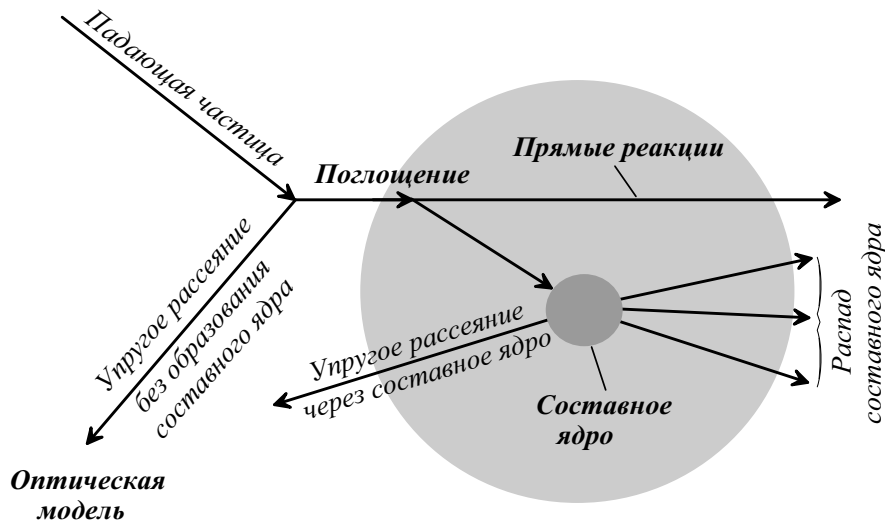 Падающая частица
Прямые реакции
Поглощение
Упругое рассеяние
без образования
составного ядра
Упругое рассеяние
через составное ядро
Распад
составного ядра
Составное
ядро
Оптическая
модель